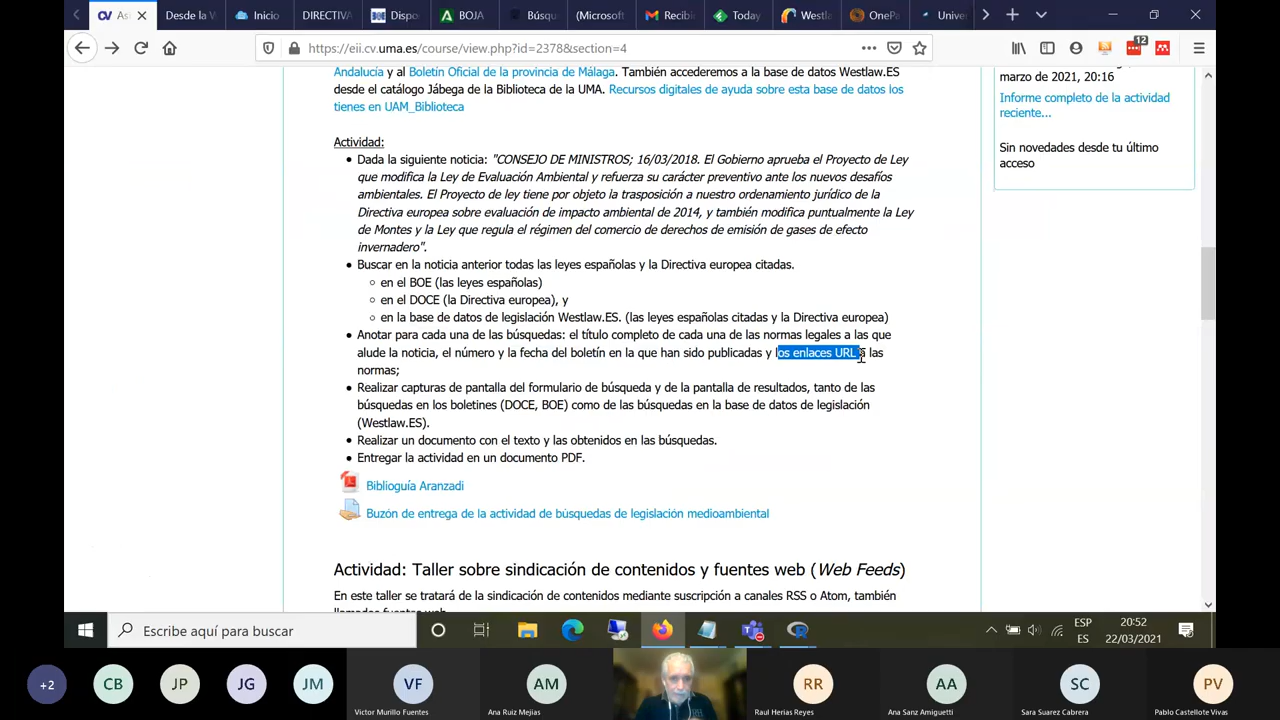 As
Desde la W
Inicio
DIRECTIVA
BOE Dispo
BOJA
Búsqu
(Microsoft
Recibi
Today
Westla
OnePa
Univer
https://eii.cv.uma.es/course/view.php?id=2378&section=4
12
Andalucía y al Boletín Oficial de la provincia de Málaga. También accederemos a la base datos Westlaw.ES
desde el catálogo Jábega de la Biblioteca de la UMA. Recursos digitales de ayuda sobre esta base de datos los
tienes en UAM_Biblioteca
Actividad:
Dada la siguiente noticia: "CONSEJO DE MINISTROS; 16/03/2018. El Gobierno aprueba el Proyecto de Ley
que modifica la Ley de Evaluación Ambiental y refuerza su carácter preventivo ante los nuevos desafíos
ambientales. El Proyecto de ley tiene por objeto la trasposición a nuestro ordenamiento jurídico de la
Directiva europea sobre evaluación de impacto ambiental de 2014, y también modifica puntualmente la Ley
de Montes y la Ley que regula el régimen del comercio de derechos de emisión de gases de efecto
invernadero".
Buscar en la noticia anterior todas las leyes españolas y la Directiva europea citadas.
en el BOE (las leyes españolas)
en el DOCE (la Directiva europea), y
en la base de datos de legislación Westlaw.ES. (las leyes españolas citadas y la Directiva europea)
Anotar para cada una de las búsquedas: el título completo de cada una de las normas legales a las que
alude la noticia, el número y la fecha del boletín en la que han sido publicadas y los enlaces URL a las
normas;
Realizar capturas de pantalla del formulario de búsqueda y de la pantalla de resultados, tanto de las
búsquedas en los boletines (DOCE, BOE) como de las búsquedas en la base de datos de legislación
(Westlaw.ES).
Realizar un documento con el texto y las obtenidos en las búsquedas.
Entregar la actividad en un documento PDF.
Biblioguía Aranzadi
Buzón de entrega de la actividad de búsquedas de legislación medioambiental
Actividad: Taller sobre sindicación de contenidos y fuentes web (Web Feeds)
En este taller se tratará de la sindicación de contenidos mediante suscripción a canales RSS o Atom, también
marzo de 2021, 20:16
Informe completo de la actividad
reciente...
Sin novedades desde tu último
acceso
Escribe aquí para buscar
ESP
ES
20:52
22/03/2021
+2
CB
JP
JG
JM
VF
Victor Murillo Fuentes
AM
Ana Ruiz Mejias
RR
Raul Herias Reyes
AA
Ana Sanz Amiguetti
SC
Sara Suarez Cabrera
PV
Pablo Castellote Vivas